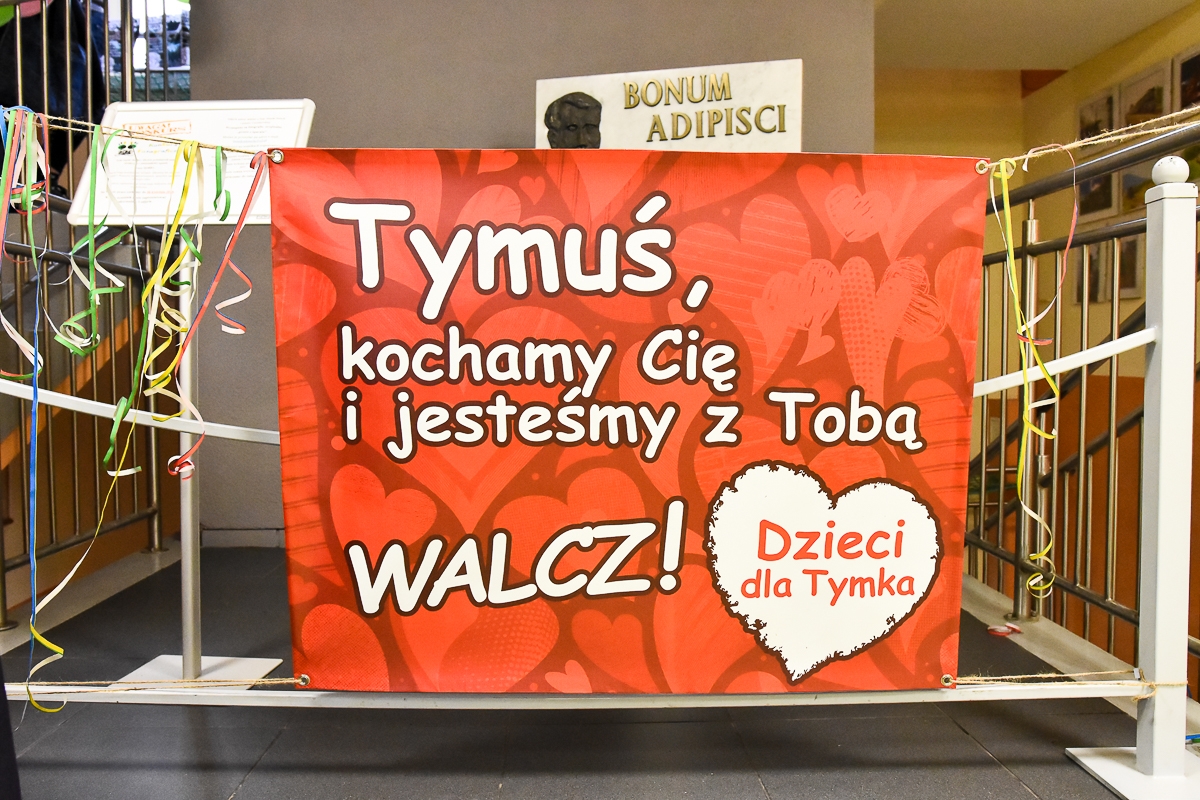 BONUM
ADIPISCI
Tymuś,
kochamy Cię
i jesteśmy z Tobą
WALCZ!
Dzieci
dla Tymka